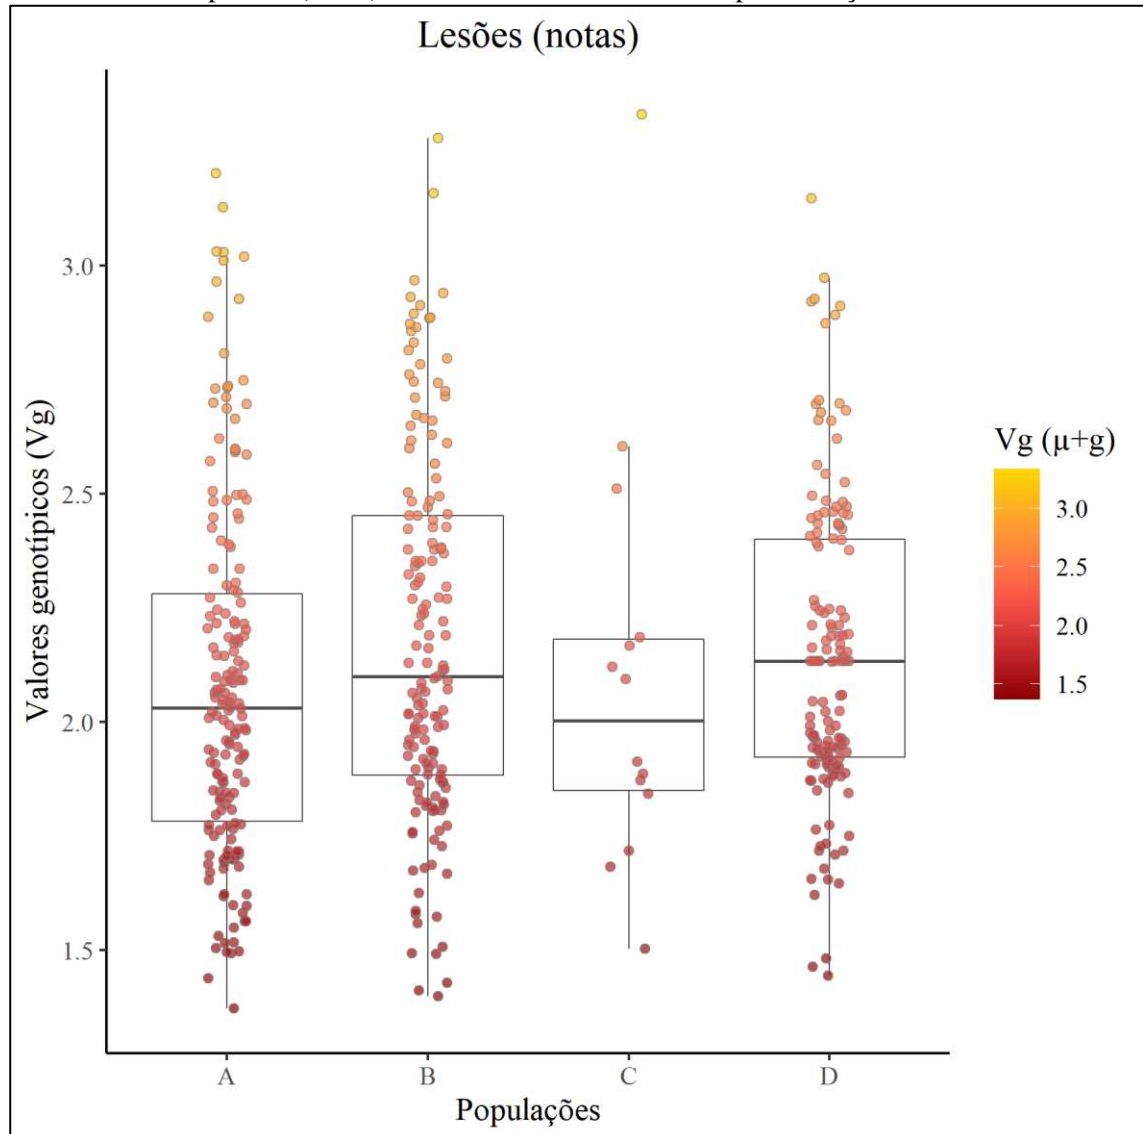 Lesões (notas)
Valores genotípicos (Vg)
3.0
2.5
2.0
1.5
A B C D
Populações
Vg (μ+g)
3.0
2.5
2.0
1.5